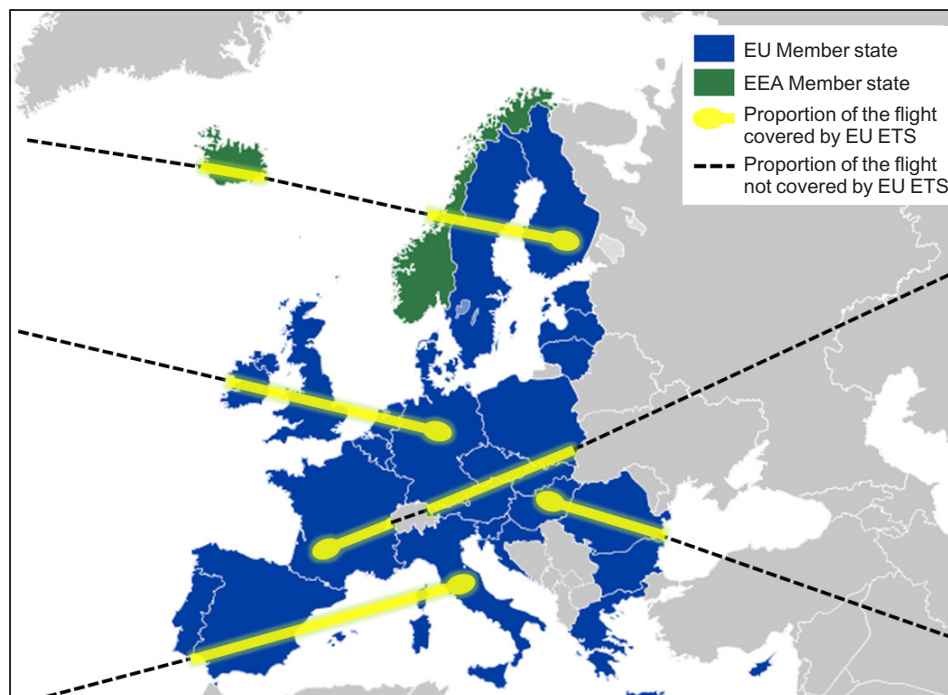 EU Member state
EEA Member state
Proportion of the flight
covered by EU ETS
Proportion of the flight
not covered by EU ETS